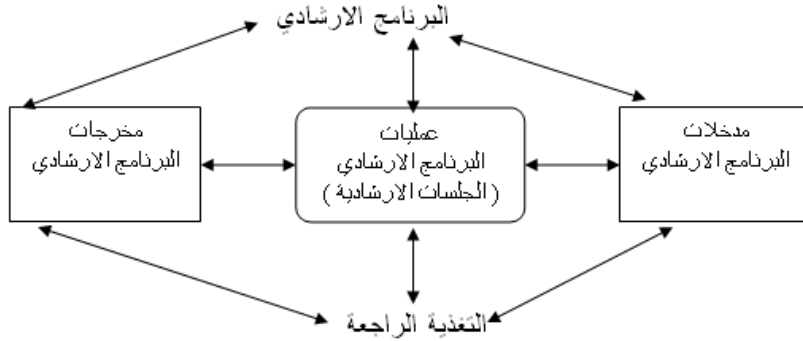 البرنامج الارشادي
مدخلات
البرنامج الارشادي
عمليات
البرنامج الارشادي
( الجلسات الارشادية )
مخرجات
البرنامج الارشادي
التغذية الراجعة